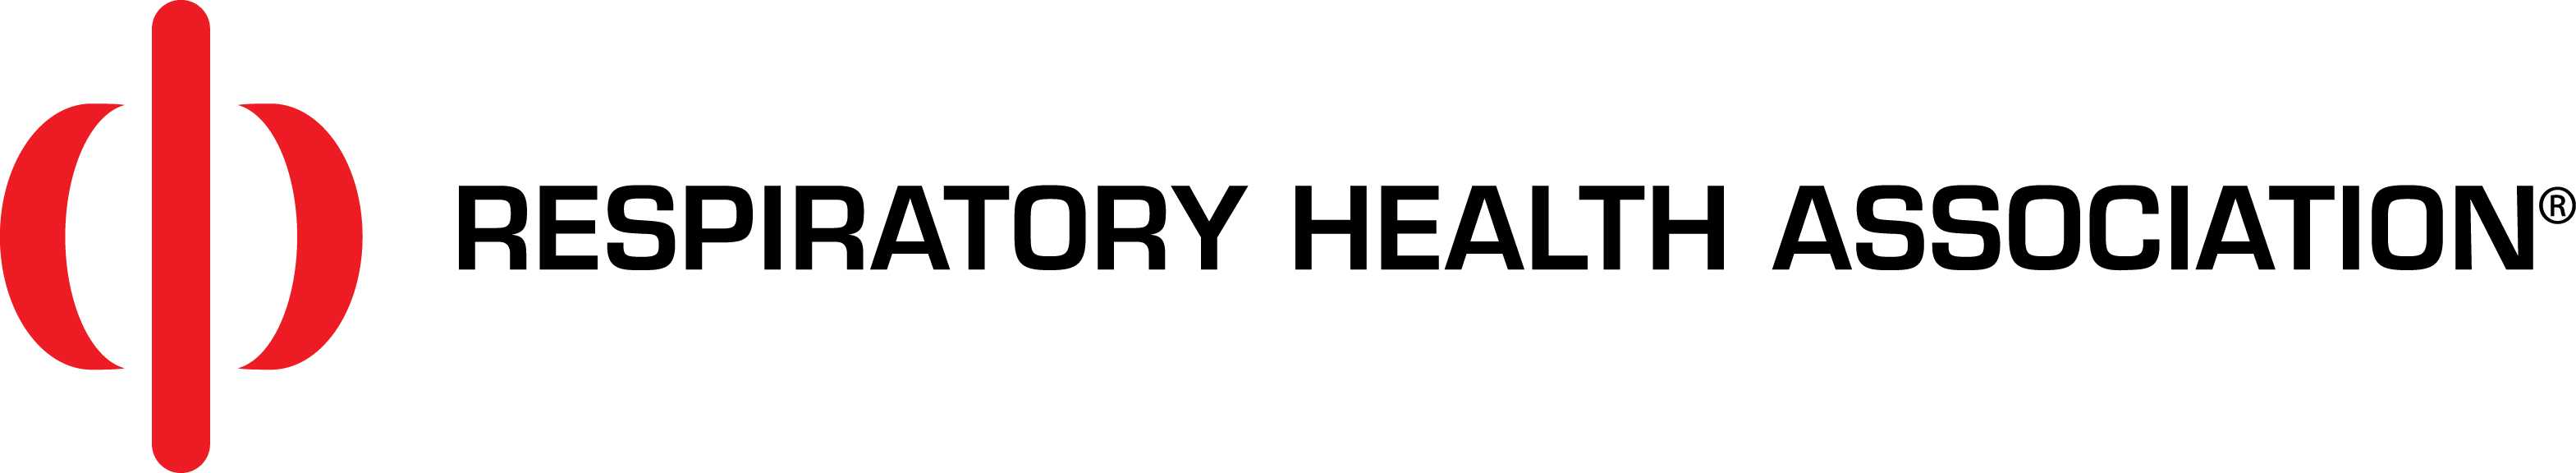 RESPIRATORY HEALTH ASSOCIATION®